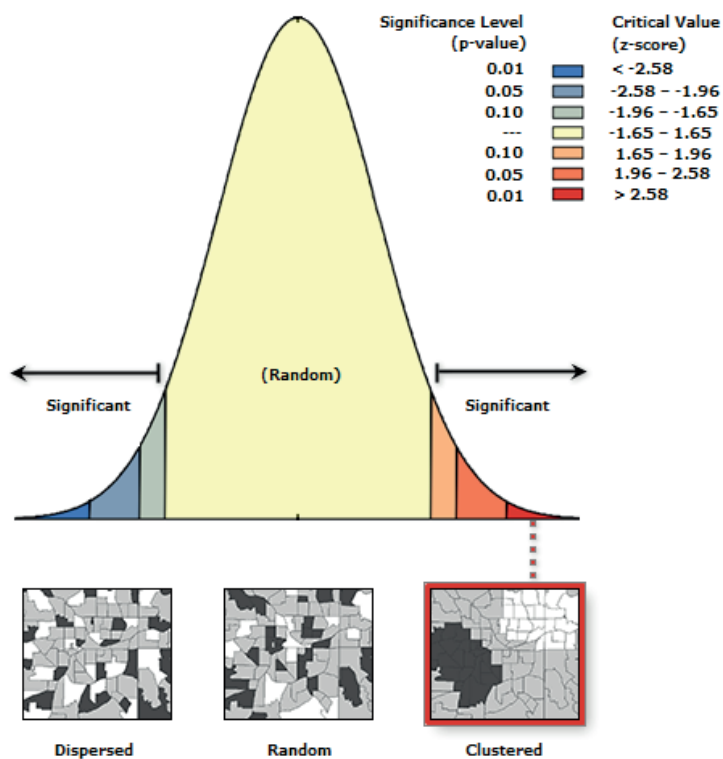 Significance Level Critical Value
(p-value) (z-score)
0.01 < -2.58
0.05 -2.58 – -1.96
0.10 -1.96 – -1.65
--- -1.65 – 1.65
0.10 1.65 – 1.96
0.05 1.96 – 2.58
0.01 > 2.58
(Random)
Significant Significant
Dispersed Random Clustered